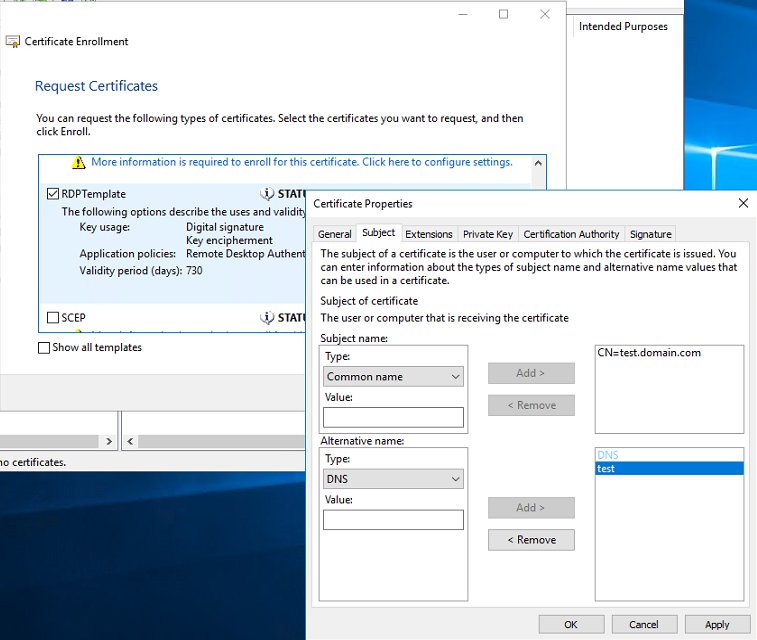 Intended Purposes
Certificate Enrollment
Request Certificates
You can request the following types of certificates. Select the certificates you want to request, and then
click Enroll.
More information is required to enroll for this certificate. Click here to configure settings.
RDPTemplate
The following options describe the uses and validity
Key usage: Digital signature
Key encipherment
Application policies: Remote Desktop Authent
Validity period (days): 730
SCEP
Show all templates
no certificates.
Certificate Properties
General Subject Extensions Private Key Certification Authority Signature
The subject of a certificate is the user or computer to which the certificate is issued. You
can enter information about the types of subject name and alternative name values that
can be used in a certificate.
Subject of certificate
The user or computer that is receiving the certificate
Subject name:
Type:
Common name
Value:
Add >
< Remove
CN=test.domain.com
Alternative name:
Type:
DNS
Value:
Add >
< Remove
DNS
test
OK Cancel Apply